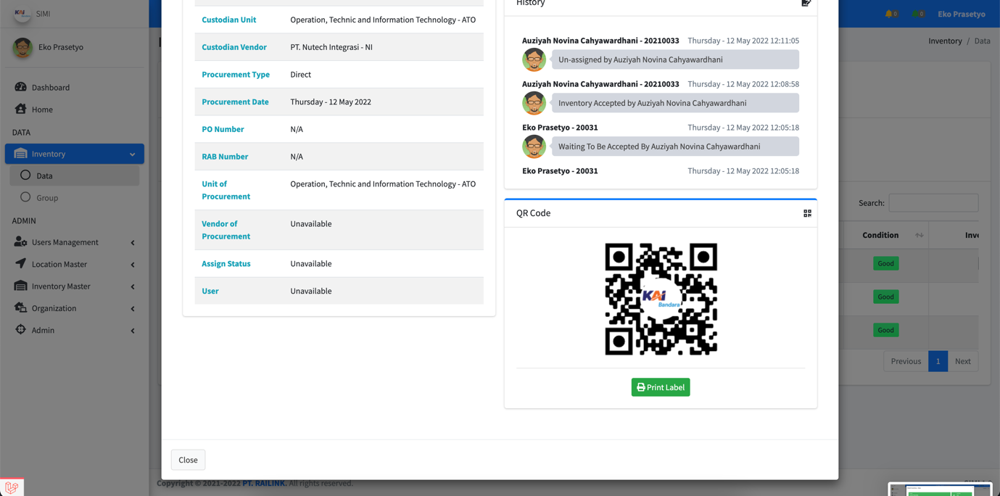 SIMI
0
0
Eko Prasetyo
Eko Prasetyo
Inventory / Data
Dashboard
Home
DATA
Inventory
Data
Group
ADMIN
Users Management
Location Master
Inventory Master
Organization
Admin
Custodian Unit Operation, Technic and Information Technology - ATO
Custodian Vendor PT. Nutech Integrasi - NI
Procurement Type Direct
Procurement Date Thursday - 12 May 2022
PO Number N/A
RAB Number N/A
Unit of
Procurement
Operation, Technic and Information Technology - ATO
Vendor of
Procurement
Unavailable
Assign Status Unavailable
User Unavailable
History
Auziyah Novina Cahyawardhani - 20210033 Thursday - 12 May 2022 12:11:05
Un-assigned by Auziyah Novina Cahyawardhani
Auziyah Novina Cahyawardhani - 20210033 Thursday - 12 May 2022 12:08:58
Inventory Accepted by Auziyah Novina Cahyawardhani
Eko Prasetyo - 20031 Thursday - 12 May 2022 12:05:18
Waiting To Be Accepted By Auziyah Novina Cahyawardhani
Eko Prasetyo - 20031 Thursday - 12 May 2022 12:05:18
QR Code
KAI
Bandara
Print Label
Search:
Condition
Good
Good
Good
Previous 1 Next
Close
Copyright © 2021-2022 PT. RAILINK. All rights reserved.